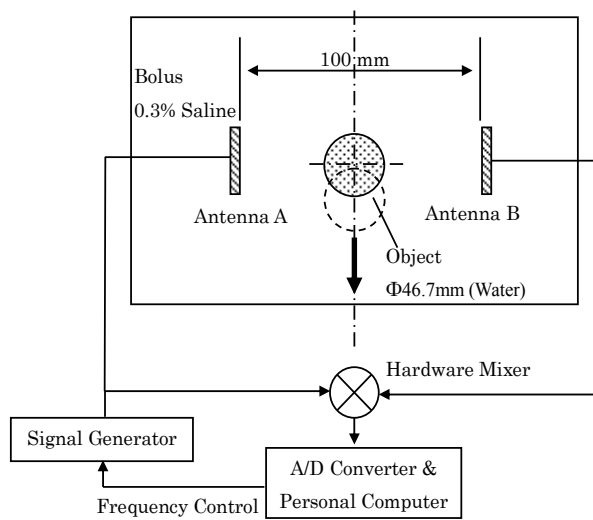 100 mm
Bolus
0.3% Saline
Antenna A
Antenna B
Object
Φ46.7mm (Water)
Hardware Mixer
Signal Generator
A/D Converter &
Personal Computer
Frequency Control